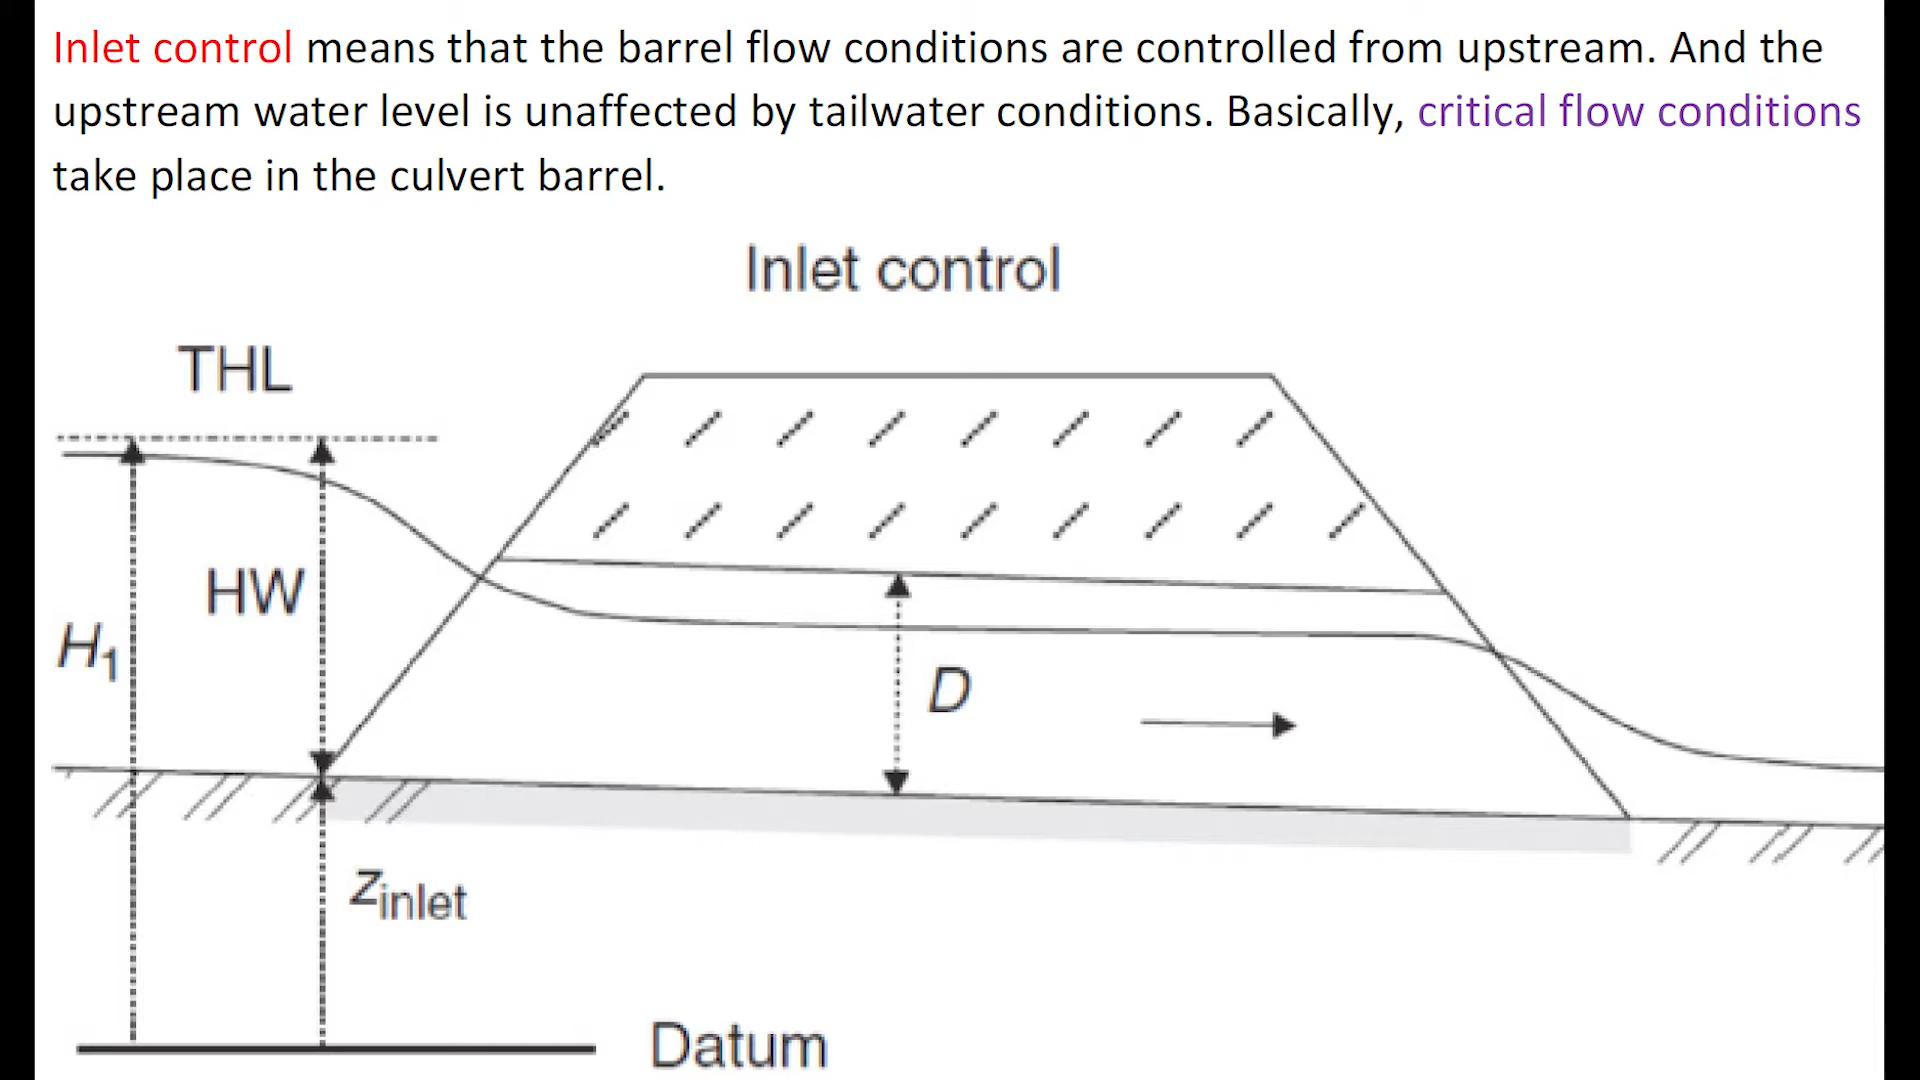 Inlet control means that the barrel flow conditions are controlled from upstream. And the
upstream water level is unaffected by tailwater conditions. Basically, critical flow conditions
take place in the culvert barrel.
Inlet control
THL
HW
H1
D
Zinlet
Datum